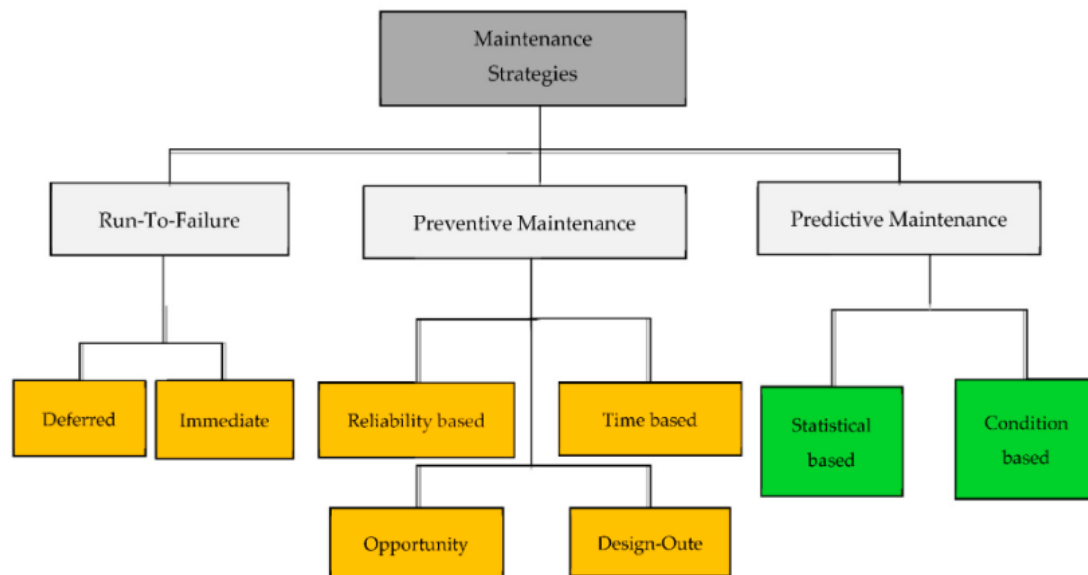 Maintenance
Strategies
Run-To-Failure
Preventive Maintenance
Predictive Maintenance
Deferred
Immediate
Reliability based
Time based
Statistical
based
Condition
based
Opportunity
Design-Oute